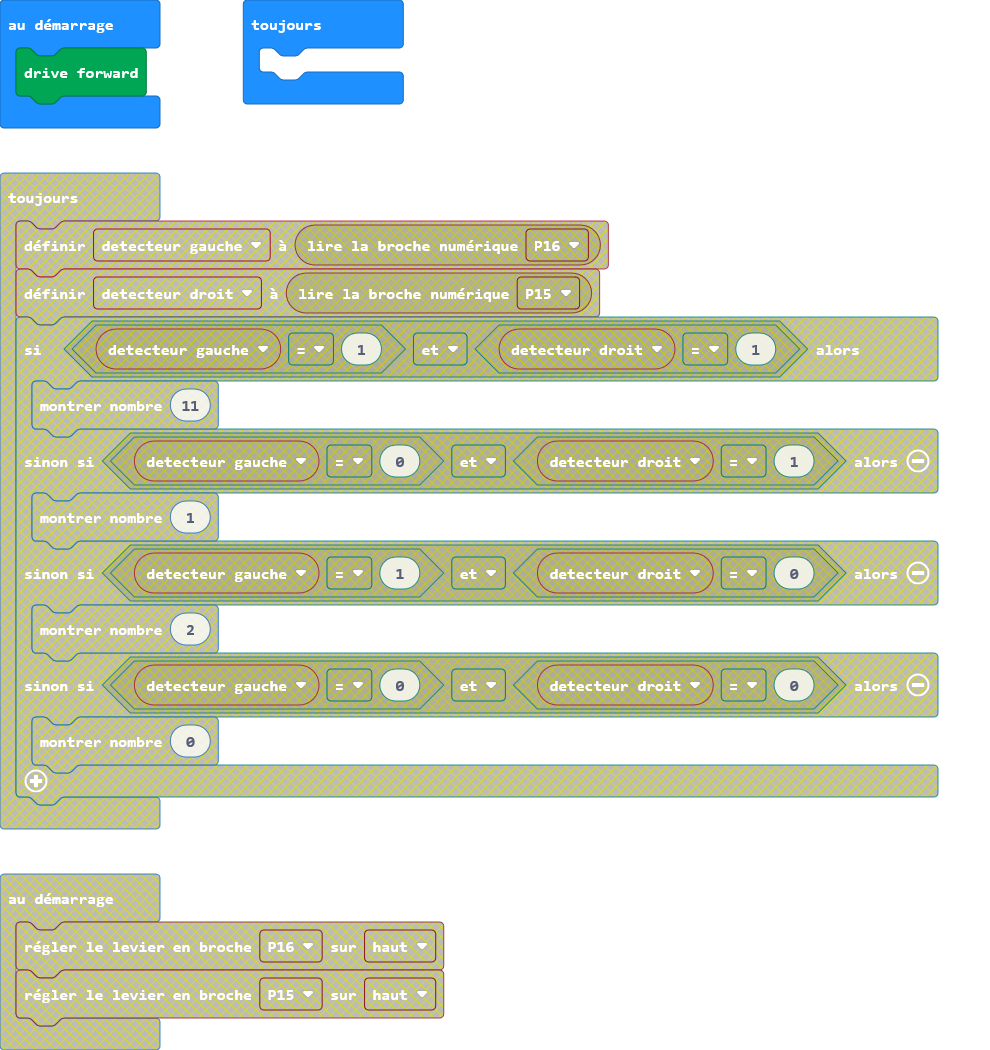 au démarrage
drive forward
toujours
toujours
définir detecteur gauche à lire la broche numérique P16
définir detecteur droit à lire la broche numérique P15
si detecteur gauche = 1 et detecteur droit = 1 alors
montrer nombre 11
sinon si detecteur gauche = 0 et detecteur droit = 1 alors
montrer nombre 1
sinon si detecteur gauche = 1 et detecteur droit = 0 alors
montrer nombre 2
sinon si detecteur gauche = 0 et detecteur droit = 0 alors
montrer nombre 0
au démarrage
régler le levier en broche P16 sur haut
régler le levier en broche P15 sur haut